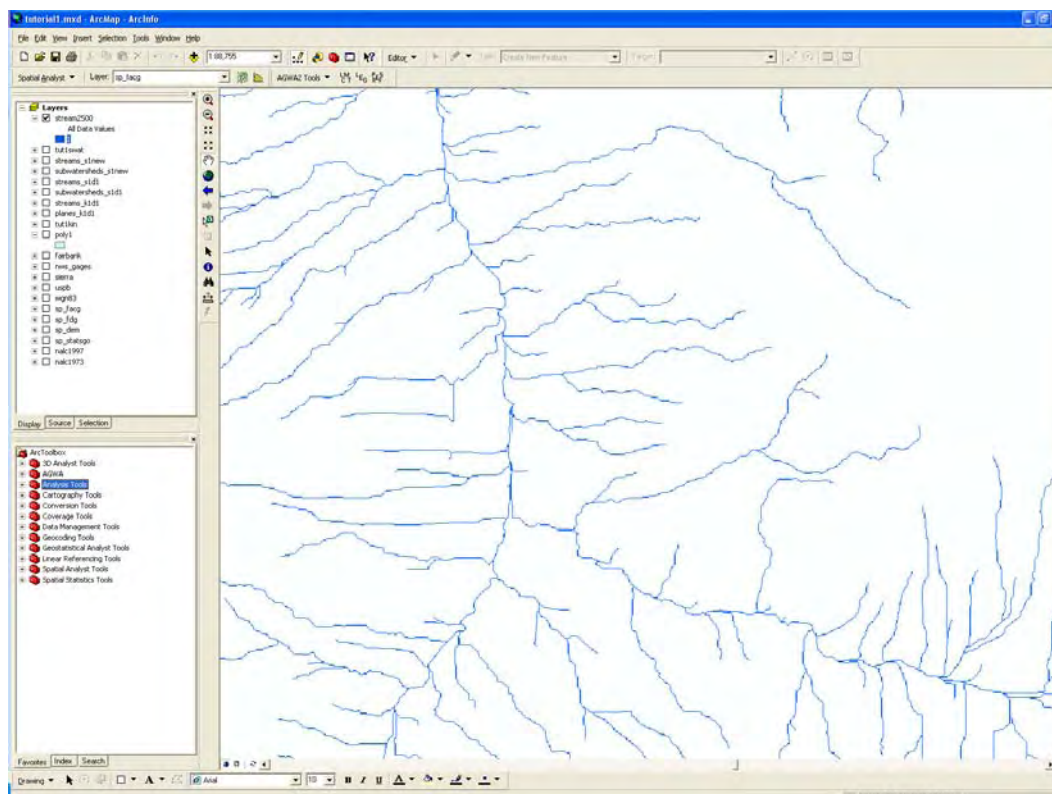 tutorial1.mxd - ArcMap - ArcInfo
File Edit View Insert Selection Tools Window Help
1:88,755
Editor
Create New Feature
Spatial Analyst
Layer: sp_facg
AGWA2 Tools
Layers
stream2500
All Data Values
tut1swat
streams_s1new
subwatersheds_s1new
streams_s1d1
subwatersheds_s1d1
streams_k1d1
planes_k1d1
tut1kin
poly1
fairbank
nws_gages
sierra
uspb
wgn83
sp_facg
sp_fdg
sp_dem
sp_statsgo
nalc1997
nalc1973
Display Source Selection
ArcToolbox
3D Analyst Tools
AGWA
Analysis Tools
Cartography Tools
Conversion Tools
Coverage Tools
Data Management Tools
Geocoding Tools
Geostatistical Analyst Tools
Linear Referencing Tools
Spatial Analyst Tools
Spatial Statistics Tools
Favorites Index Search
Drawing
A
Arial
10
B I U A